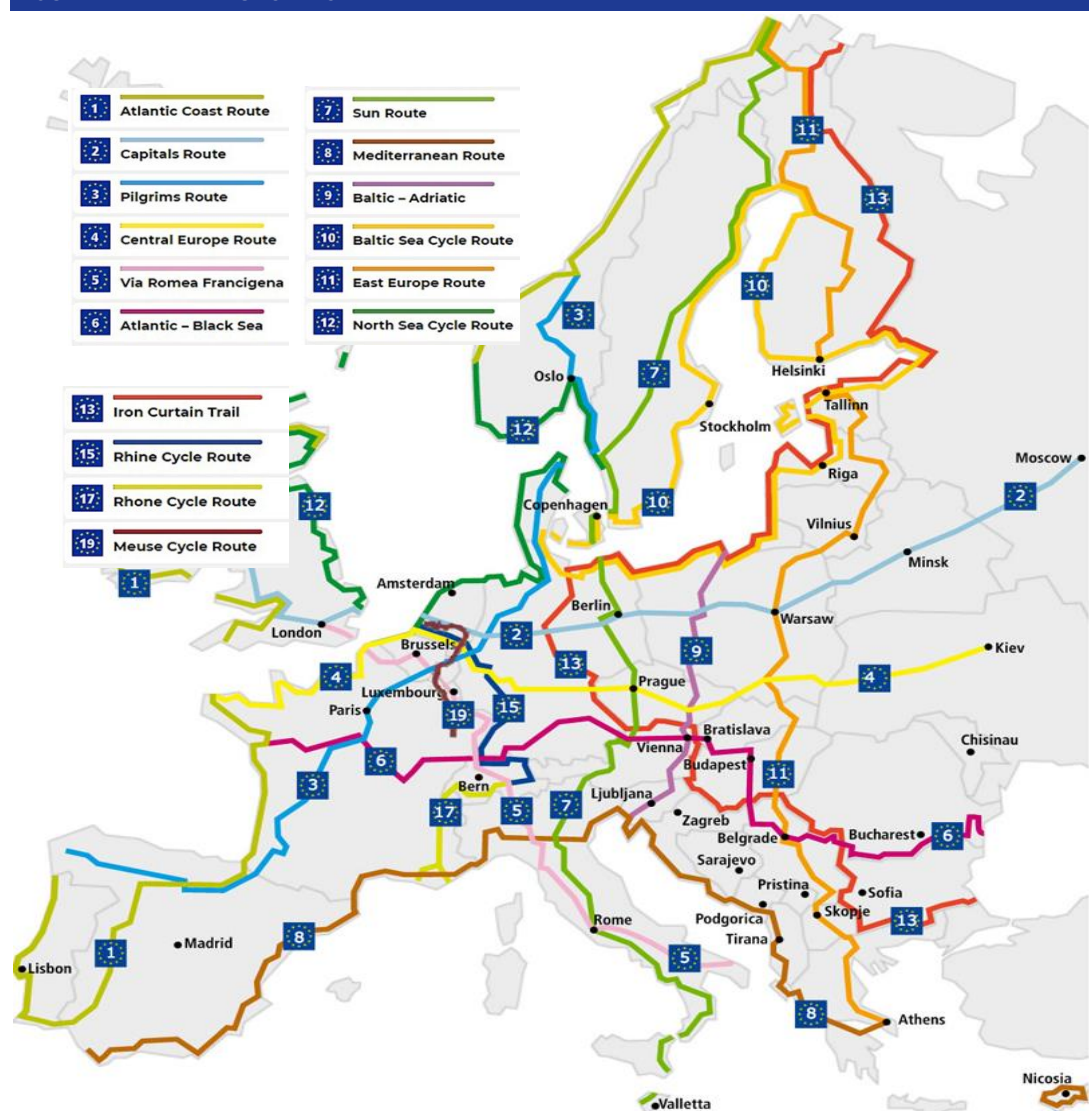 1 Atlantic Coast Route
2 Capitals Route
3 Pilgrims Route
4 Central Europe Route
5 Via Romea Francigena
6 Atlantic – Black Sea
7 Sun Route
8 Mediterranean Route
9 Baltic – Adriatic
10 Baltic Sea Cycle Route
11 East Europe Route
12 North Sea Cycle Route
13 Iron Curtain Trail
15 Rhine Cycle Route
17 Rhone Cycle Route
19 Meuse Cycle Route
11
13
10
3
Helsinki
Oslo
7
Tallinn
12
Stockholm
Moscow
Riga
12
10
2
Copenhagen
Vilnius
Minsk
1
Amsterdam
Berlin
London
Warsaw
2
Brussels
9
Kiev
13
4
4
Luxembourg
Prague
Paris
19
15
Bratislava
Vienna
Chisinau
6
Budapest
11
3
Bern
7
Ljubljana
17
5
Zagreb
Belgrade
Bucharest
6
Sarajevo
Pristina
Sofia
Skopje
13
Podgorica
Rome
8
Tirana
Madrid
1
5
Lisbon
8
Athens
Nicosia
Valletta